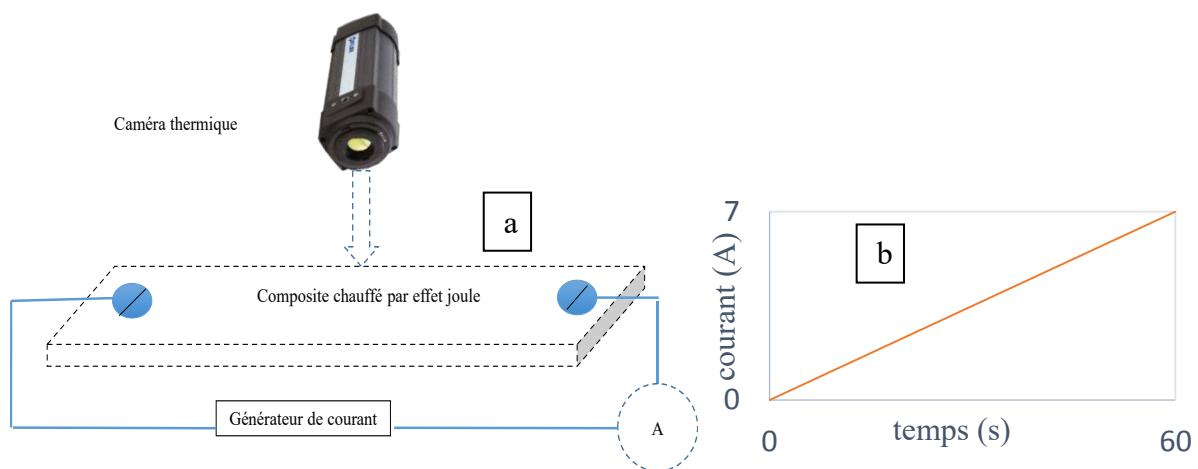 Caméra thermique
a
Composite chauffé par effet joule
Générateur de courant
A
b
courant (A)
7
0
0
60
temps (s)